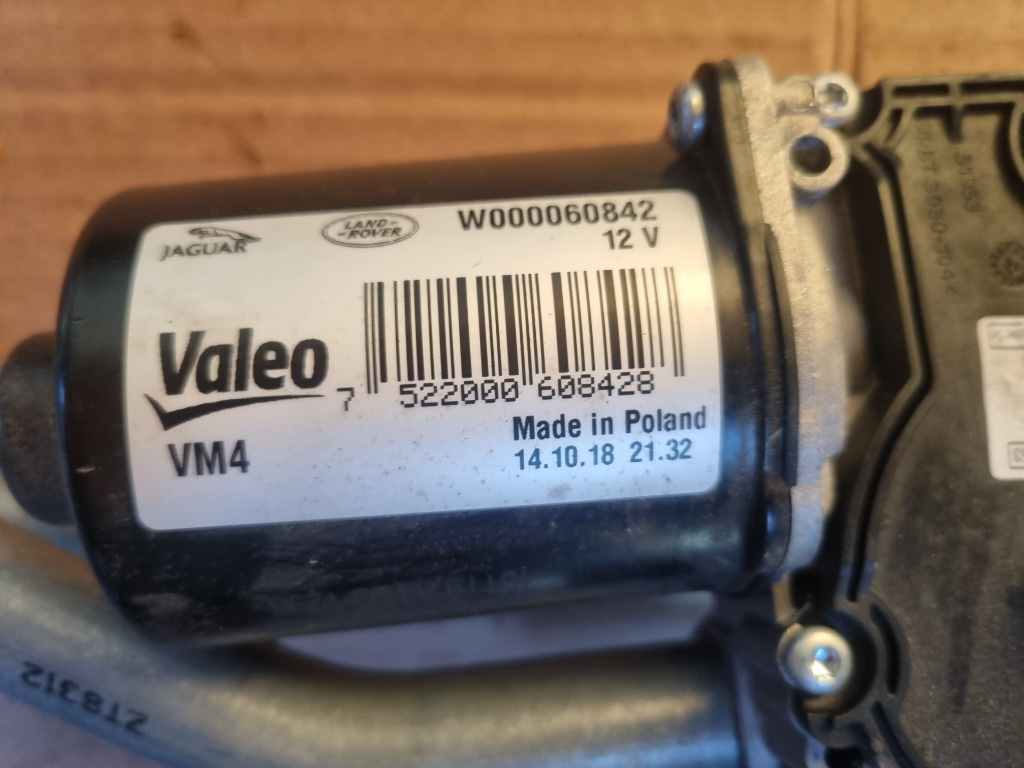 JAGUAR
LAND-
-ROVER
W000060842
12 V
Valeo
7 522000 608428
VM4
Made in Poland
14.10.18 21.32
ZT8312